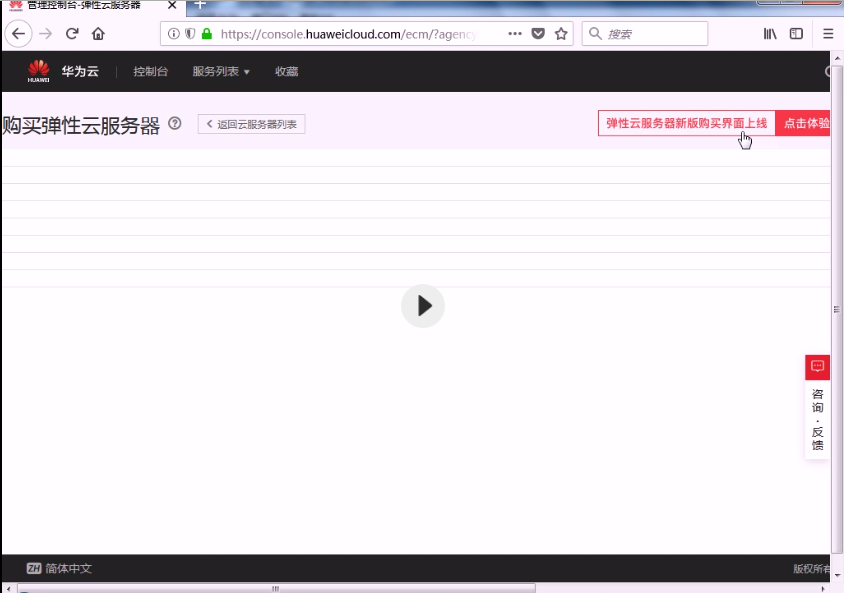 管理控制台-弹性云服务器
https://console.huaweicloud.com/ecm/?agency
搜索
HUAWEI
华为云
控制台
服务列表
收藏
购买弹性云服务器
返回云服务器列表
弹性云服务器新版购买界面上线
点击体验
咨
询
·
反
馈
ZH 简体中文
版权所有